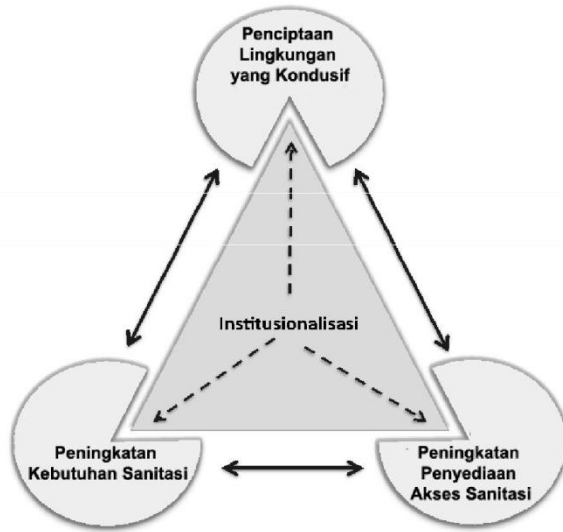 Penciptaan
Lingkungan
yang Kondusif
Institusionalisasi
Peningkatan
Kebutuhan Sanitasi
Peningkatan
Penyediaan
Akses Sanitasi